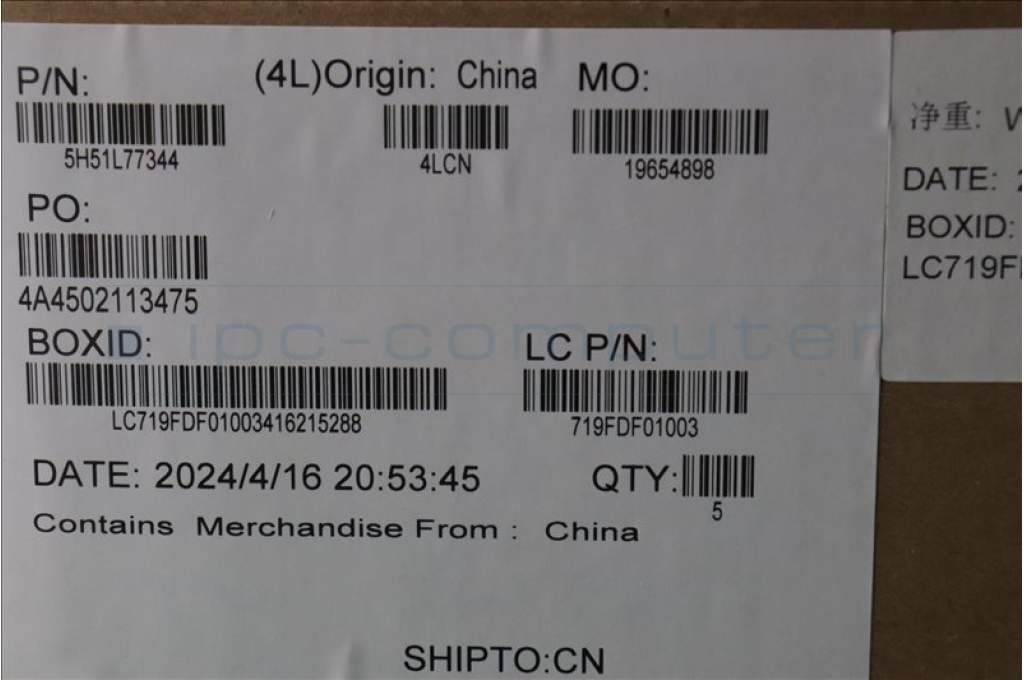 P/N:
(4L)Origin: China
MO:
5H51L77344
4LCN
19654898
PO:
4A4502113475
BOXID:
LC P/N:
LC719FDF01003416215288
719FDF01003
DATE: 2024/4/16 20:53:45
QTY:
5
Contains Merchandise From : China
SHIPTO:CN
净重:
DATE:
BOXID:
LC719F
ipc-computer